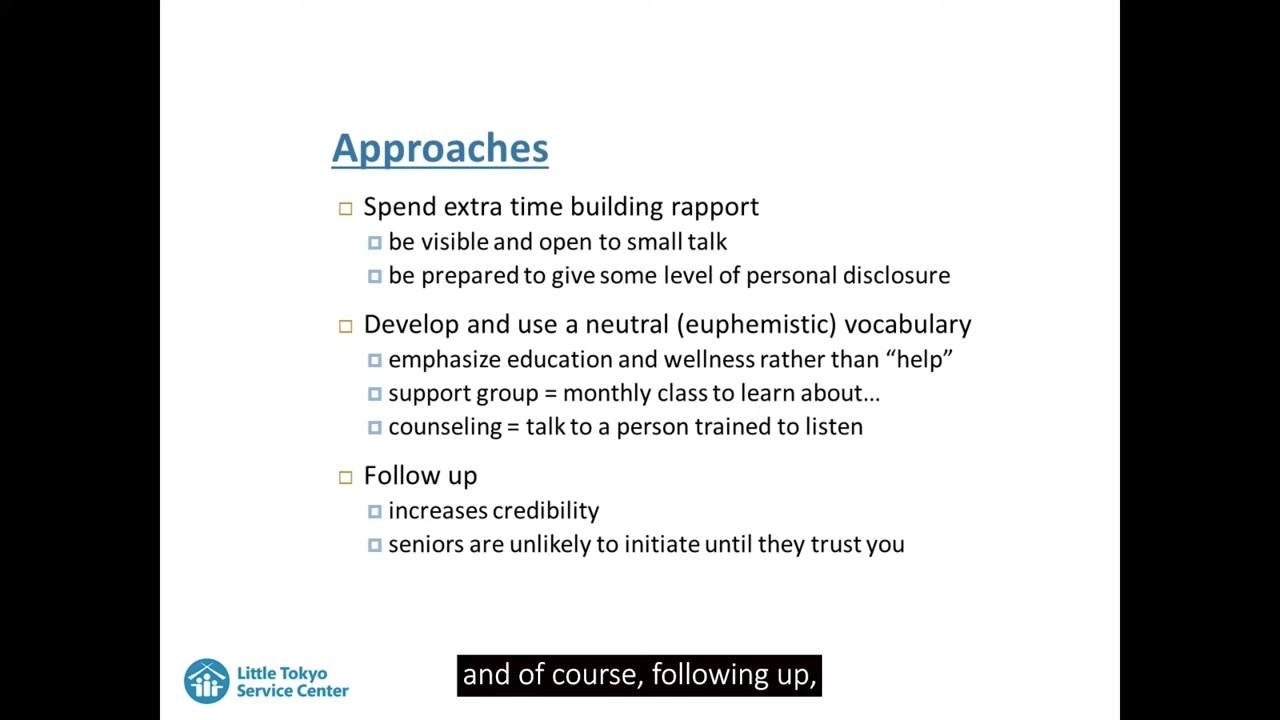 Approaches
Spend extra time building rapport
be visible and open to small talk
be prepared to give some level of personal disclosure
Develop and use a neutral (euphemistic) vocabulary
emphasize education and wellness rather than “help”
support group = monthly class to learn about…
counseling = talk to a person trained to listen
Follow up
increases credibility
seniors are unlikely to initiate until they trust you
Little Tokyo
Service Center
and of course, following up,